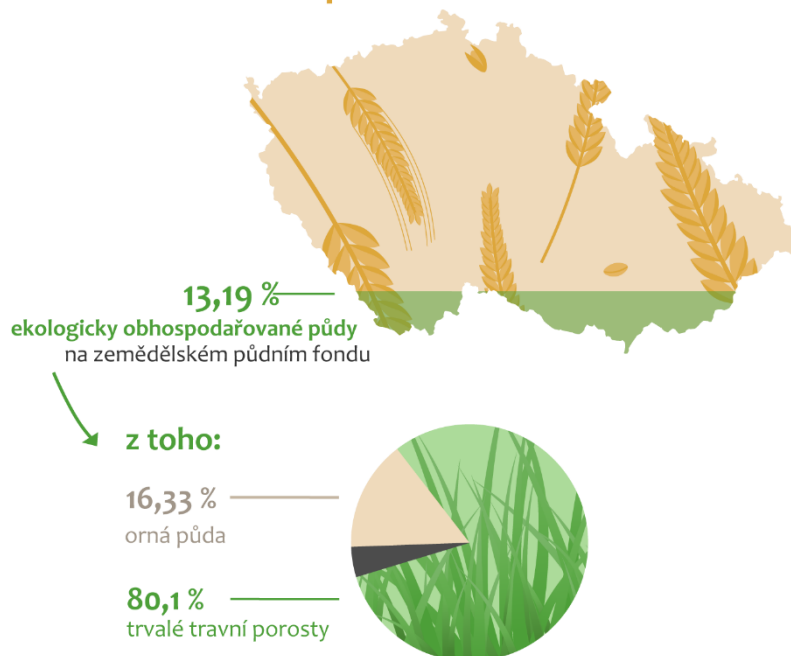 13,19 %
ekologicky obhospodařované půdy
na zemědělském půdním fondu
z toho:
16,33 %
orná půda
80,1 %
trvalé travní porosty